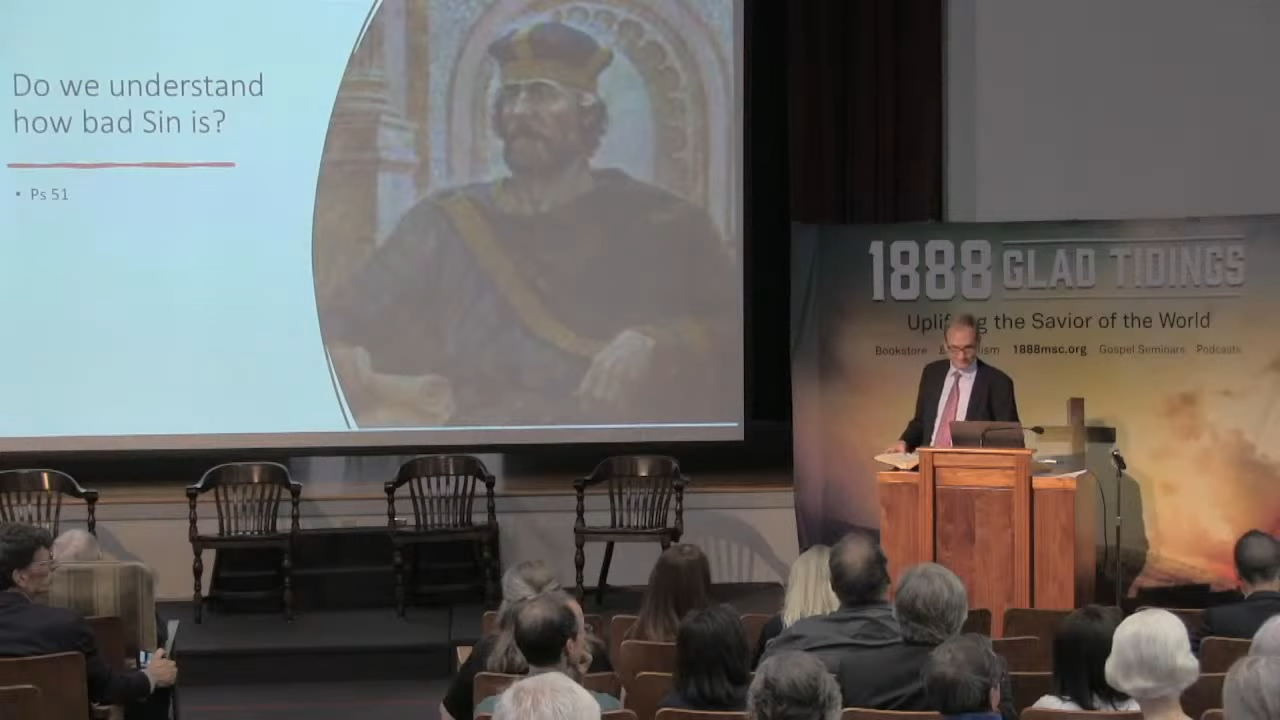 Do we understand
how bad Sin is?
• Ps 51
1888 GLAD TIDINGS
the Savior of the World
Bookstore 1888msc.org Gospel Seminars Podcasts